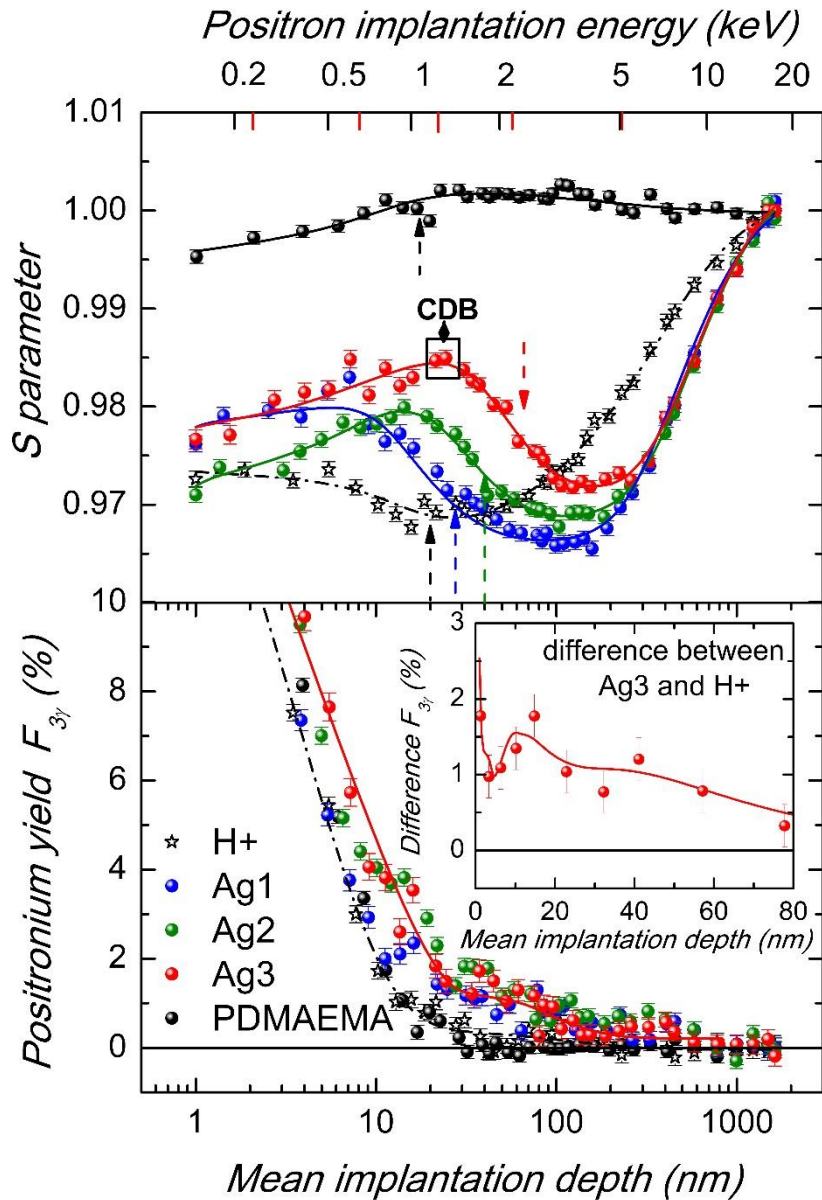 Positron implantation energy (keV)
0.2 0.5 1 2 5 10 20
1.01
1.00
0.99
0.98
0.97
S parameter
CDB
10
8
6
4
2
0
Positronium yield F3γ (%)
H+
Ag1
Ag2
Ag3
PDMAEMA
difference between
Ag3 and H+
3
2
1
0
Difference F3γ (%)
0 20 40 60 80
Mean implantation depth (nm)
1 10 100 1000
Mean implantation depth (nm)